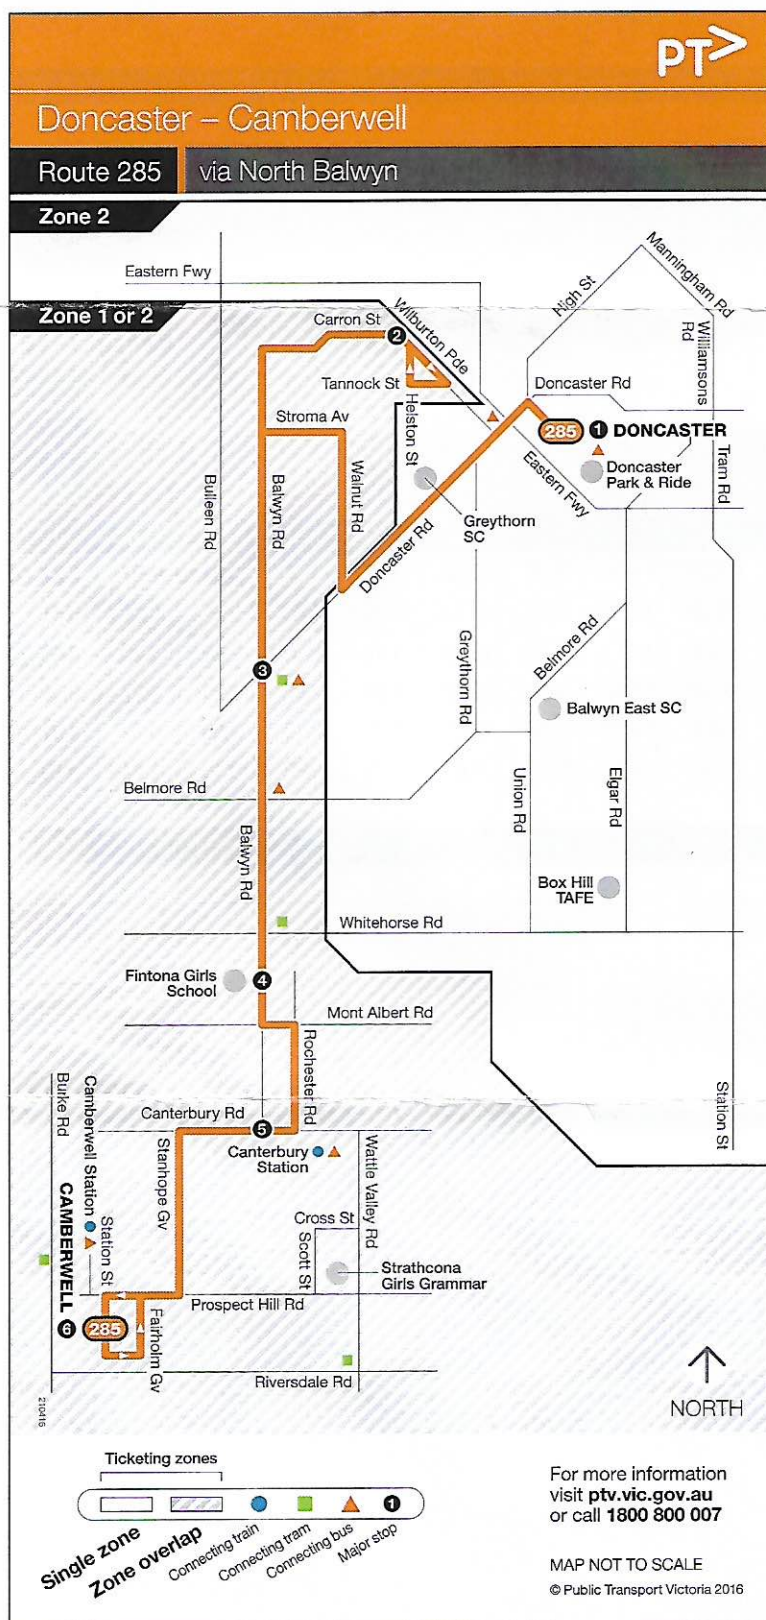 PT>
Doncaster – Camberwell
Route 285
via North Balwyn
Zone 2
Manningham Rd
Eastern Fwy
High St
Zone 1 or 2
Carron St
2
Wilburton Pde
Williamsons
Rd
Tannock St
Doncaster Rd
Stroma Av
Helston St
285
1 DONCASTER
Bulleen Rd
Balwyn Rd
Walnut Rd
Eastern Fwy
Doncaster
Park & Ride
Tram Rd
Greythorn
SC
Doncaster Rd
3
Greythorn Rd
Belmore Rd
Balwyn East SC
Belmore Rd
Union Rd
Elgar Rd
Balwyn Rd
Box Hill
TAFE
Whitehorse Rd
Fintona Girls
School
4
Mont Albert Rd
Rochester Rd
Burke Rd
Camberwell Station
Canterbury Rd
5
Station St
Canterbury
Station
Stanhope Gv
Wattle Valley Rd
CAMBERWELL
Station St
Cross St
Scott St
Strathcona
Girls Grammar
Prospect Hill Rd
6
285
Fairholm Gv
Riversdale Rd
210416
NORTH
Ticketing zones
1
Single zone
Zone overlap
Connecting train
Connecting tram
Connecting bus
Major stop
For more information
visit ptv.vic.gov.au
or call 1800 800 007
MAP NOT TO SCALE
© Public Transport Victoria 2016